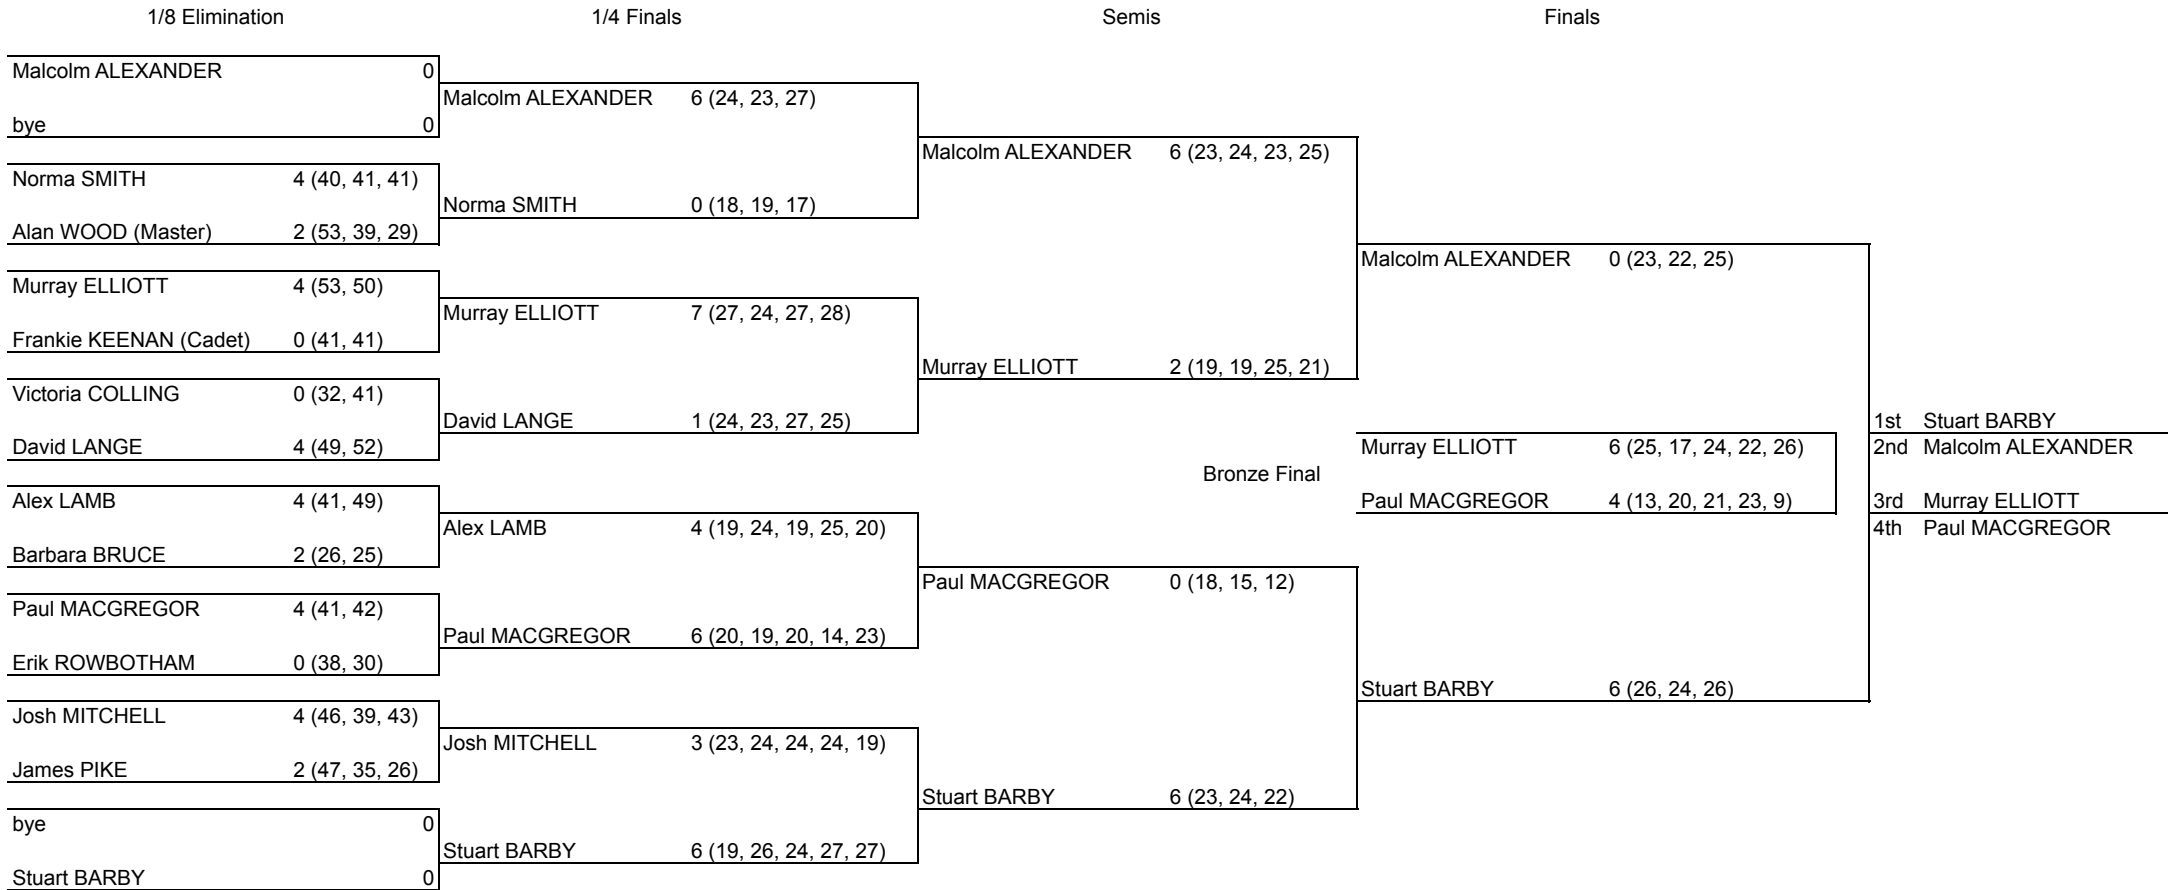 1/8 Elimination 1/4 Finals Semis Finals
Malcolm ALEXANDER 0
bye 0
Norma SMITH 4 (40, 41, 41)
Alan WOOD (Master) 2 (53, 39, 29)
Murray ELLIOTT 4 (53, 50)
Frankie KEENAN (Cadet) 0 (41, 41)
Victoria COLLING 0 (32, 41)
David LANGE 4 (49, 52)
Alex LAMB 4 (41, 49)
Barbara BRUCE 2 (26, 25)
Paul MACGREGOR 4 (41, 42)
Erik ROWBOTHAM 0 (38, 30)
Josh MITCHELL 4 (46, 39, 43)
James PIKE 2 (47, 35, 26)
bye 0
Stuart BARBY 0
Malcolm ALEXANDER 6 (24, 23, 27)
Norma SMITH 0 (18, 19, 17)
Murray ELLIOTT 7 (27, 24, 27, 28)
David LANGE 1 (24, 23, 27, 25)
Alex LAMB 4 (19, 24, 19, 25, 20)
Paul MACGREGOR 6 (20, 19, 20, 14, 23)
Josh MITCHELL 3 (23, 24, 24, 24, 19)
Stuart BARBY 6 (19, 26, 24, 27, 27)
Malcolm ALEXANDER 6 (23, 24, 23, 25)
Murray ELLIOTT 2 (19, 19, 25, 21)
Paul MACGREGOR 0 (18, 15, 12)
Stuart BARBY 6 (23, 24, 22)
Malcolm ALEXANDER 0 (23, 22, 25)
Stuart BARBY 6 (26, 24, 26)
Bronze Final
Murray ELLIOTT 6 (25, 17, 24, 22, 26)
Paul MACGREGOR 4 (13, 20, 21, 23, 9)
1st Stuart BARBY
2nd Malcolm ALEXANDER
3rd Murray ELLIOTT
4th Paul MACGREGOR